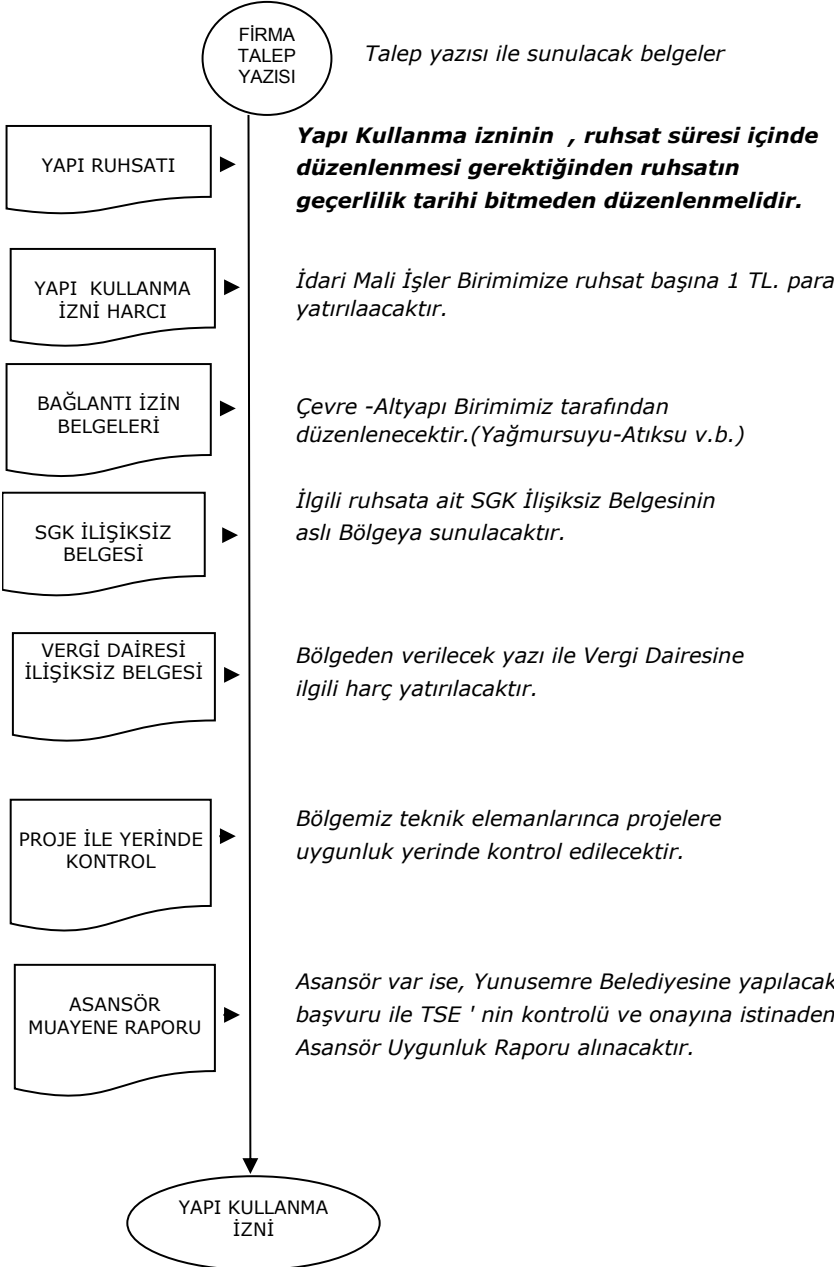 FİRMA
TALEP
YAZISI
Talep yazısı ile sunulacak belgeler
YAPI RUHSATI
Yapı Kullanma izninin , ruhsat süresi içinde
düzenlenmesi gerektiğinden ruhsatın
geçerlilik tarihi bitmeden düzenlenmelidir.
YAPI KULLANMA
İZNİ HARCI
İdari Mali İşler Birimimize ruhsat başına 1 TL. para
yatırılaacaktır.
BAĞLANTI İZİN
BELGELERİ
Çevre -Altyapı Birimimiz tarafından
düzenlenecektir.(Yağmursuyu-Atıksu v.b.)
SGK İLİŞİKSİZ
BELGESİ
İlgili ruhsata ait SGK İlişiksiz Belgesinin
aslı Bölgeya sunulacaktır.
VERGİ DAİRESİ
İLİŞİKSİZ BELGESİ
Bölgeden verilecek yazı ile Vergi Dairesine
ilgili harç yatırılacaktır.
PROJE İLE YERİNDE
KONTROL
Bölgemiz teknik elemanlarınca projelere
uygunluk yerinde kontrol edilecektir.
ASANSÖR
MUAYENE RAPORU
Asansör var ise, Yunusemre Belediyesine yapılacak
başvuru ile TSE ' nin kontrolü ve onayına istinaden
Asansör Uygunluk Raporu alınacaktır.
YAPI KULLANMA
İZNİ